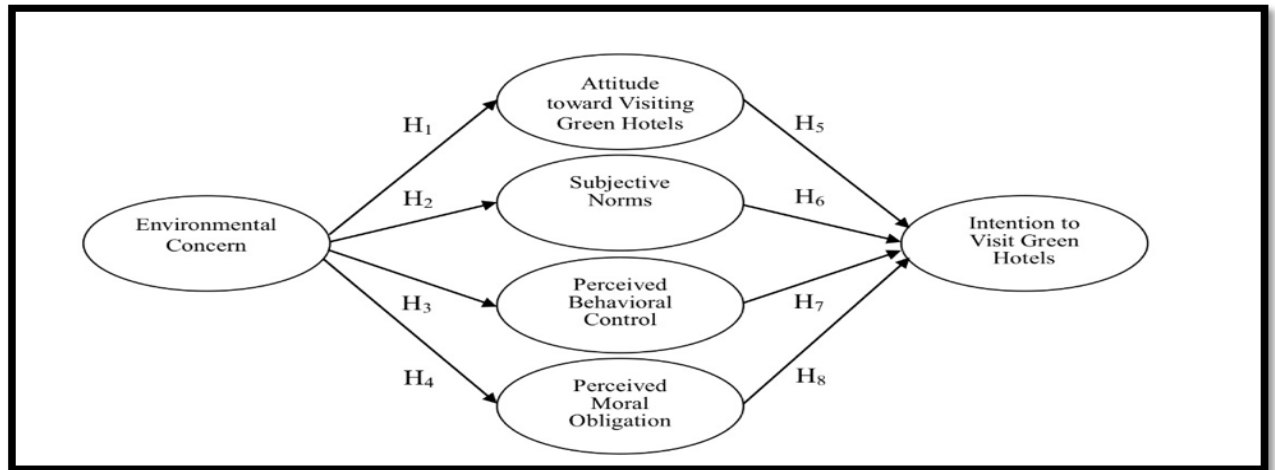 Attitude
toward Visiting
Green Hotels
H₁
H₅
Subjective
Norms
H₂
H₆
Environmental
Concern
Intention to
Visit Green
Hotels
Perceived
Behavioral
Control
H₃
H₇
H₄
H₈
Perceived
Moral
Obligation